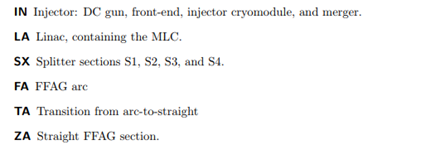 IN Injector: DC gun, front-end, injector cryomodule, and merger.
LA Linac, containing the MLC.
SX Splitter sections S1, S2, S3, and S4.
FA FFAG arc
TA Transition from arc-to-straight
ZA Straight FFAG section.